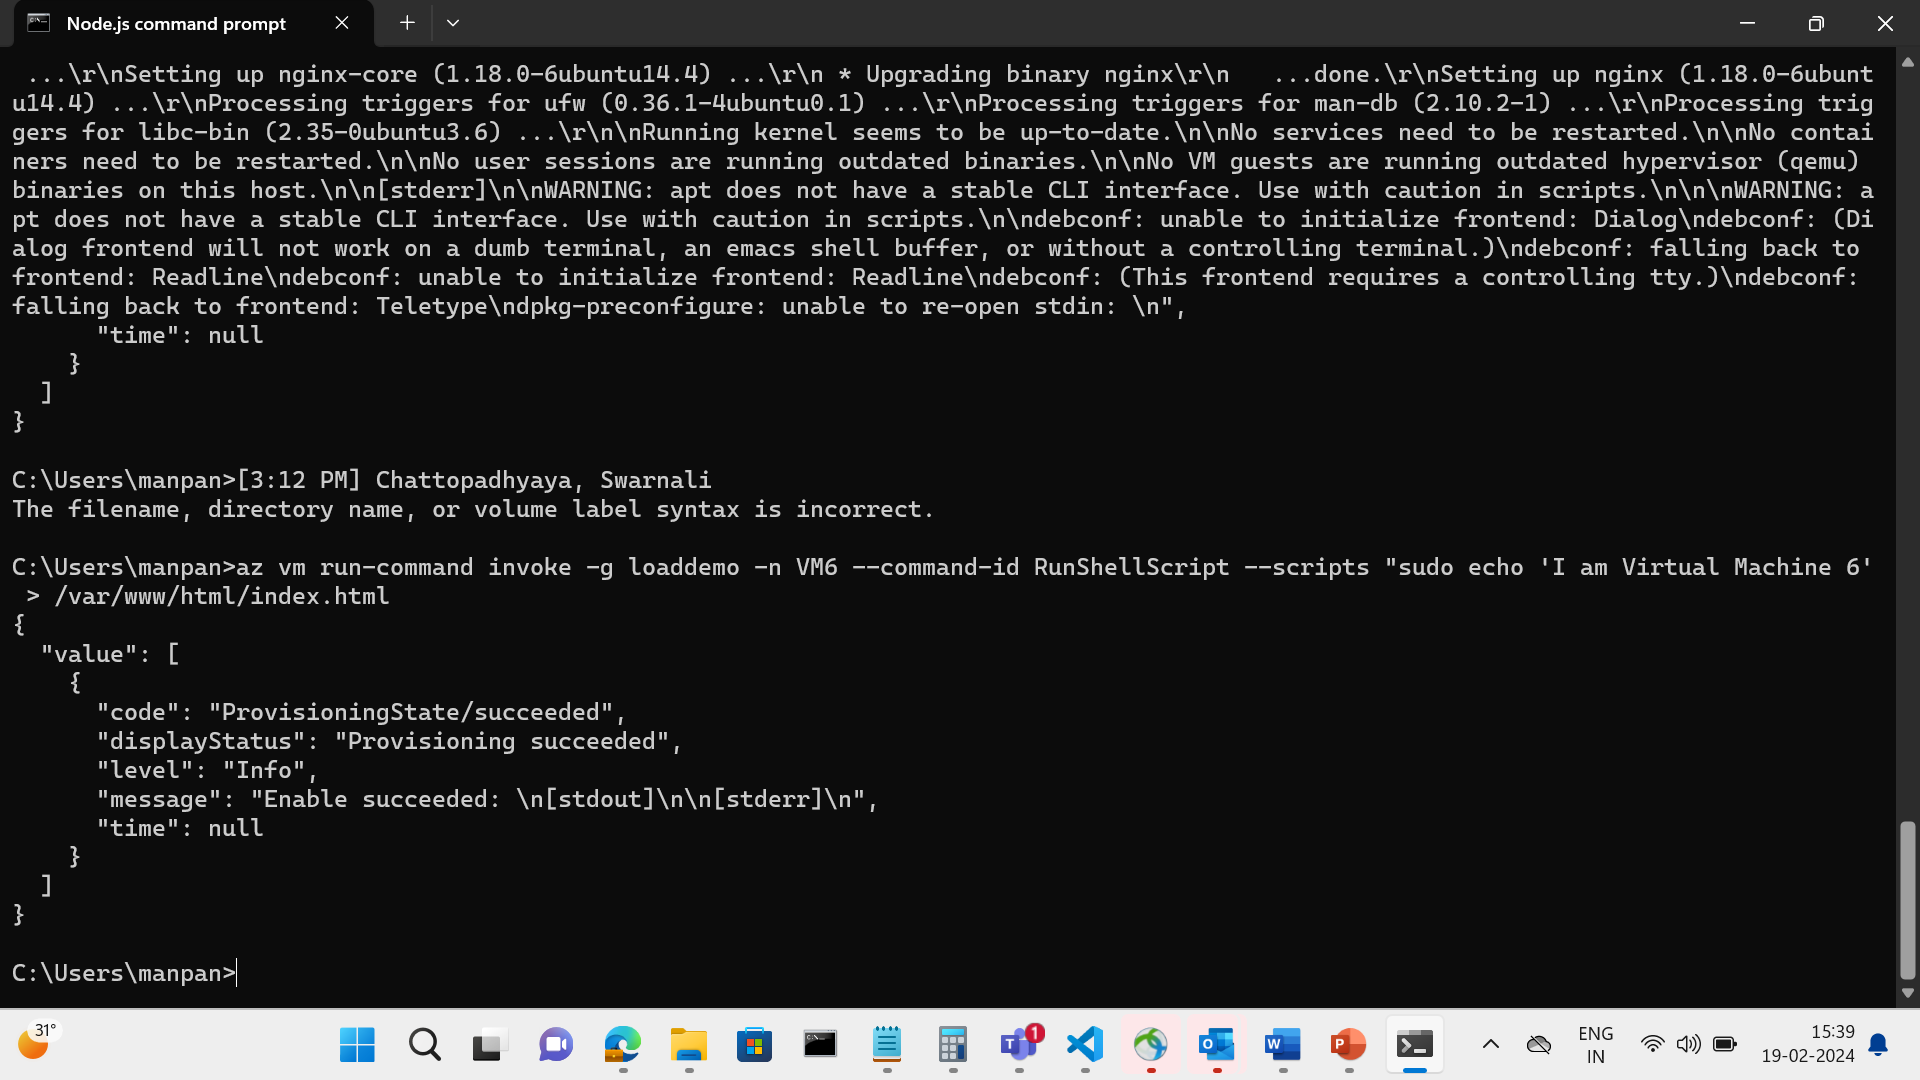 Node.js command prompt
...\r\nSetting up nginx-core (1.18.0-6ubuntu14.4) ...\r\n * Upgrading binary nginx\r\n   ...done.\r\nSetting up nginx (1.18.0-6ubunt
u14.4) ...\r\nProcessing triggers for ufw (0.36.1-4ubuntu0.1) ...\r\nProcessing triggers for man-db (2.10.2-1) ...\r\nProcessing trig
gers for libc-bin (2.35-0ubuntu3.6) ...\r\n\nRunning kernel seems to be up-to-date.\n\nNo services need to be restarted.\n\nNo contai
ners need to be restarted.\n\nNo user sessions are running outdated binaries.\n\nNo VM guests are running outdated hypervisor (qemu)
binaries on this host.\n\n[stderr]\n\nWARNING: apt does not have a stable CLI interface. Use with caution in scripts.\n\n\nWARNING: a
pt does not have a stable CLI interface. Use with caution in scripts.\n\ndebconf: unable to initialize frontend: Dialog\ndebconf: (Di
alog frontend will not work on a dumb terminal, an emacs shell buffer, or without a controlling terminal.)\ndebconf: falling back to
frontend: Readline\ndebconf: unable to initialize frontend: Readline\ndebconf: (This frontend requires a controlling tty.)\ndebconf:
falling back to frontend: Teletype\ndpkg-preconfigure: unable to re-open stdin: \n",
      "time": null
    }
  ]
}
C:\Users\manpan>[3:12 PM] Chattopadhyaya, Swarnali
The filename, directory name, or volume label syntax is incorrect.
C:\Users\manpan>az vm run-command invoke -g loaddemo -n VM6 --command-id RunShellScript --scripts "sudo echo 'I am Virtual Machine 6'
 > /var/www/html/index.html
{
  "value": [
    {
      "code": "ProvisioningState/succeeded",
      "displayStatus": "Provisioning succeeded",
      "level": "Info",
      "message": "Enable succeeded: \n[stdout]\n\n[stderr]\n",
      "time": null
    }
  ]
}
C:\Users\manpan>
31°
1
ENG
IN
15:39
19-02-2024